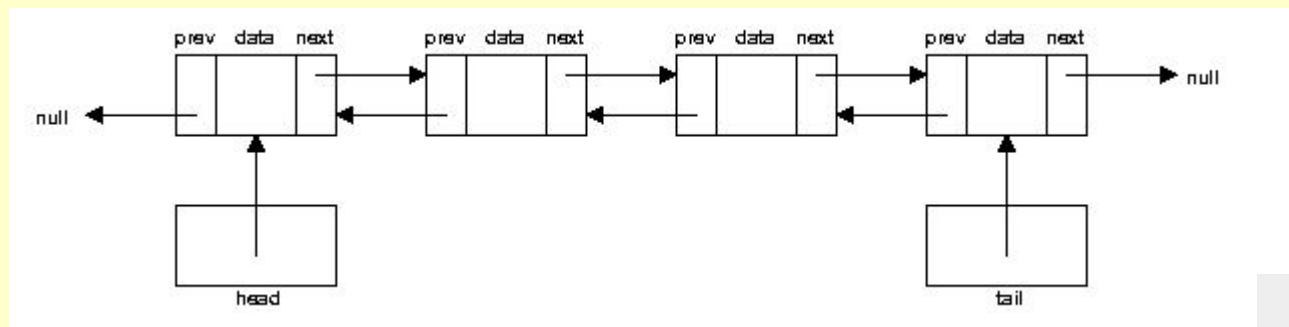 prev data next prev data next prev data next prev data next
null
null
head
tail